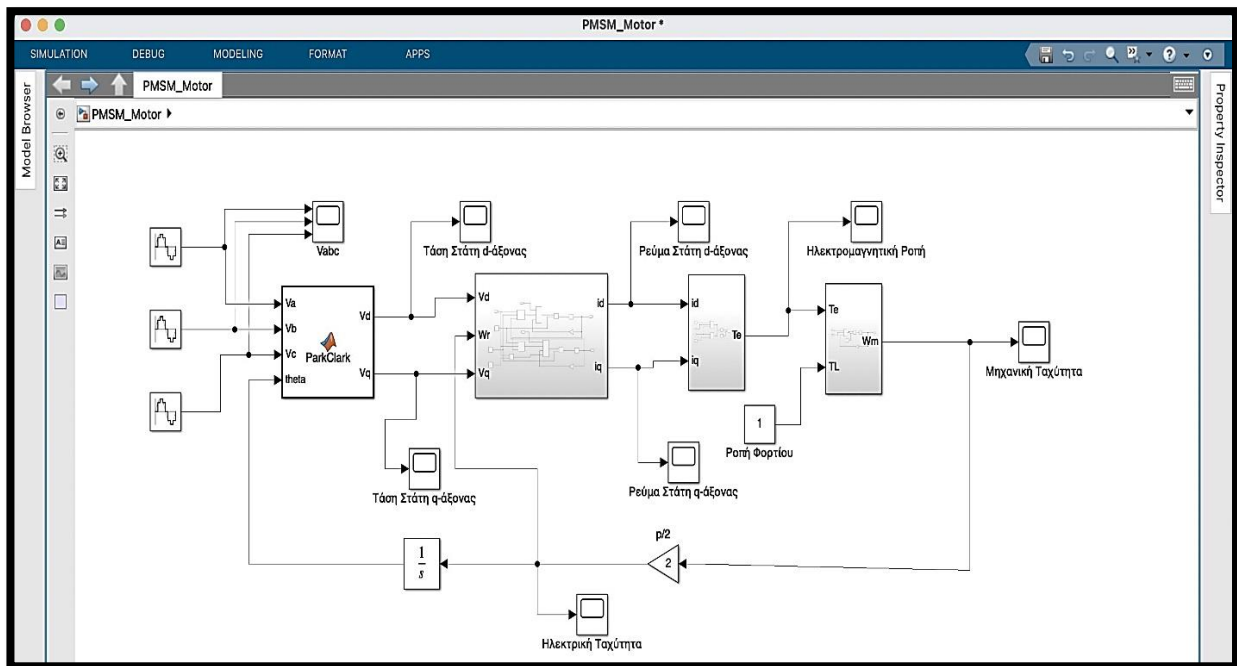 PMSM_Motor *
SIMULATION DEBUG MODELING FORMAT APPS
Model Browser
PMSM_Motor
PMSM_Motor
Property Inspector
Vabc
Τάση Στάτη d-άξονας
Ρεύμα Στάτη d-άξονας
Ηλεκτρομαγνητική Ροπή
Va
Vb
Vc
theta
ParkClark
Vd
Vq
Vd
Wr
Vq
id
iq
id
iq
Te
Te
TL
Wm
Μηχανική Ταχύτητα
1
Ροπή Φορτίου
Τάση Στάτη q-άξονας
Ρεύμα Στάτη q-άξονας
p/2
2
1
s
Ηλεκτρική Ταχύτητα